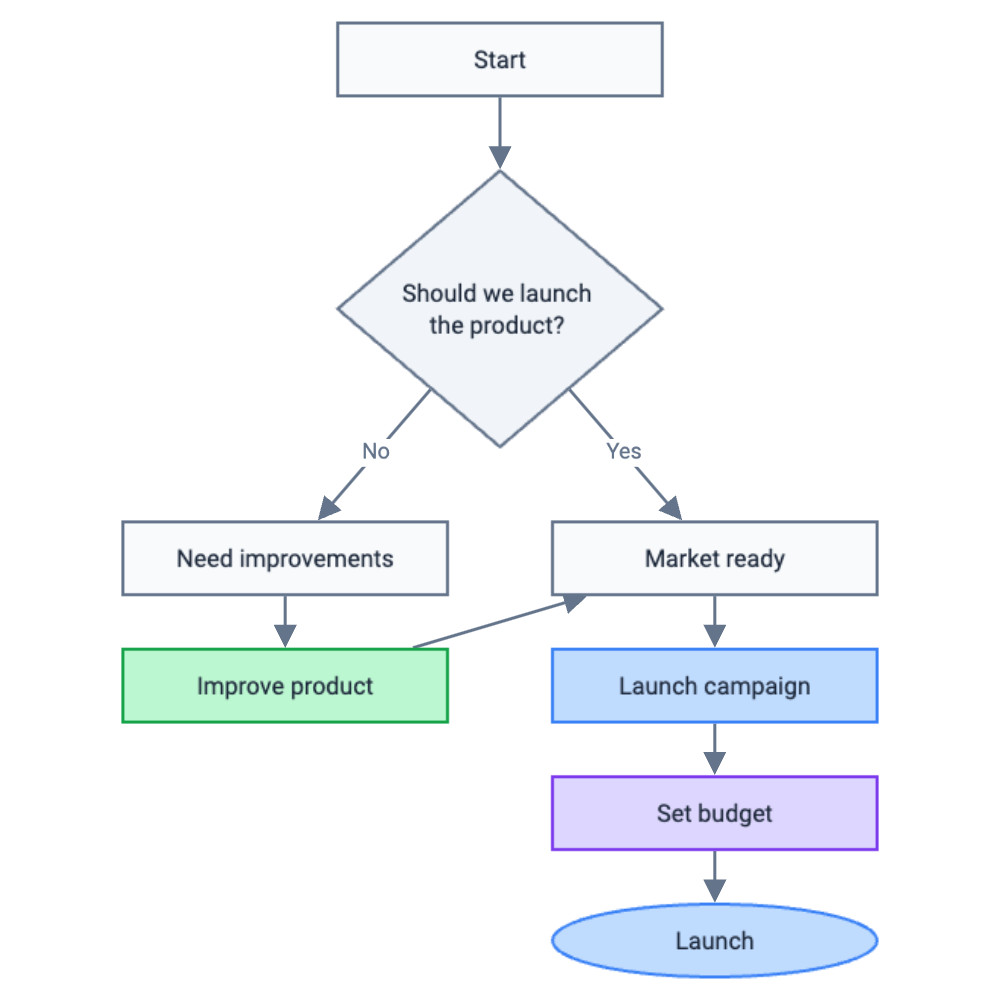 Start
Should we launch
the product?
No
Yes
Need improvements
Market ready
Improve product
Launch campaign
Set budget
Launch